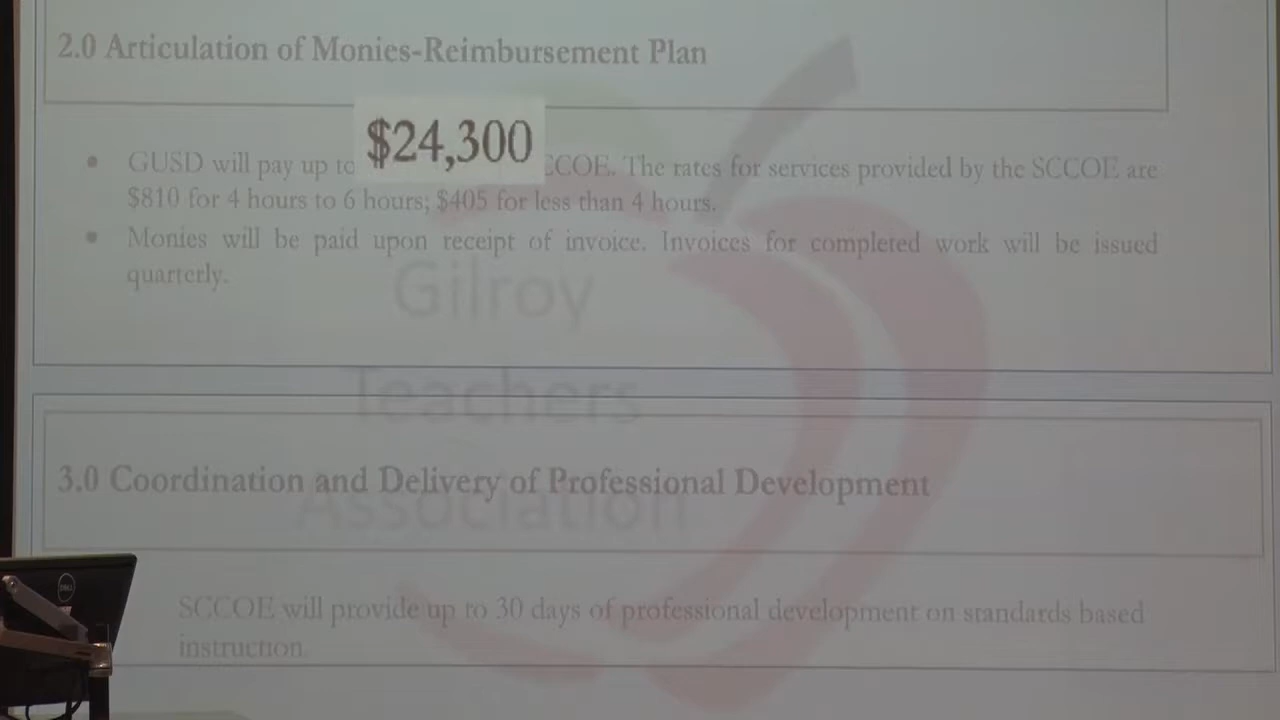 2.0 Articulation of Monies-Reimbursement Plan
GUSD will pay up to $24,300 CCOE. The rates for services provided by the SCCOE are
$810 for 4 hours to 6 hours; $405 for less than 4 hours.
Monies will be paid upon receipt of invoice. Invoices for completed work will be issued
quarterly.
Gilroy
Teachers
Association
3.0 Coordination and Delivery of Professional Development
SCCOE will provide up to 30 days of professional development on standards based
instruction
DELL